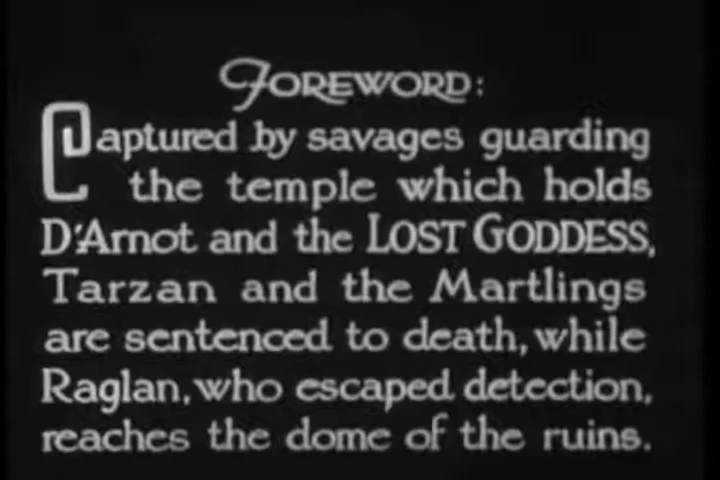 FOREWORD:
Captured by savages guarding
the temple which holds
D'Arnot and the LOST GODDESS,
Tarzan and the Martlings
are sentenced to death, while
Raglan, who escaped detection,
reaches the dome of the ruins.